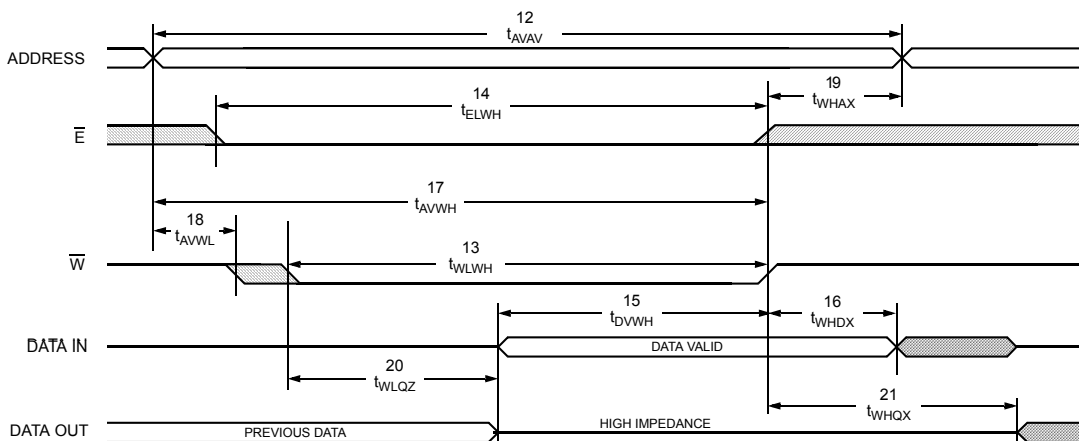 12
tAVAV
ADDRESS
14
tELWH
19
tWHAX
E
17
tAVWH
18
tAVWL
W
13
tWLWH
15
tDVWH
16
tWHDX
DATA IN
DATA VALID
20
tWLQZ
21
tWHQX
DATA OUT
PREVIOUS DATA
HIGH IMPEDANCE